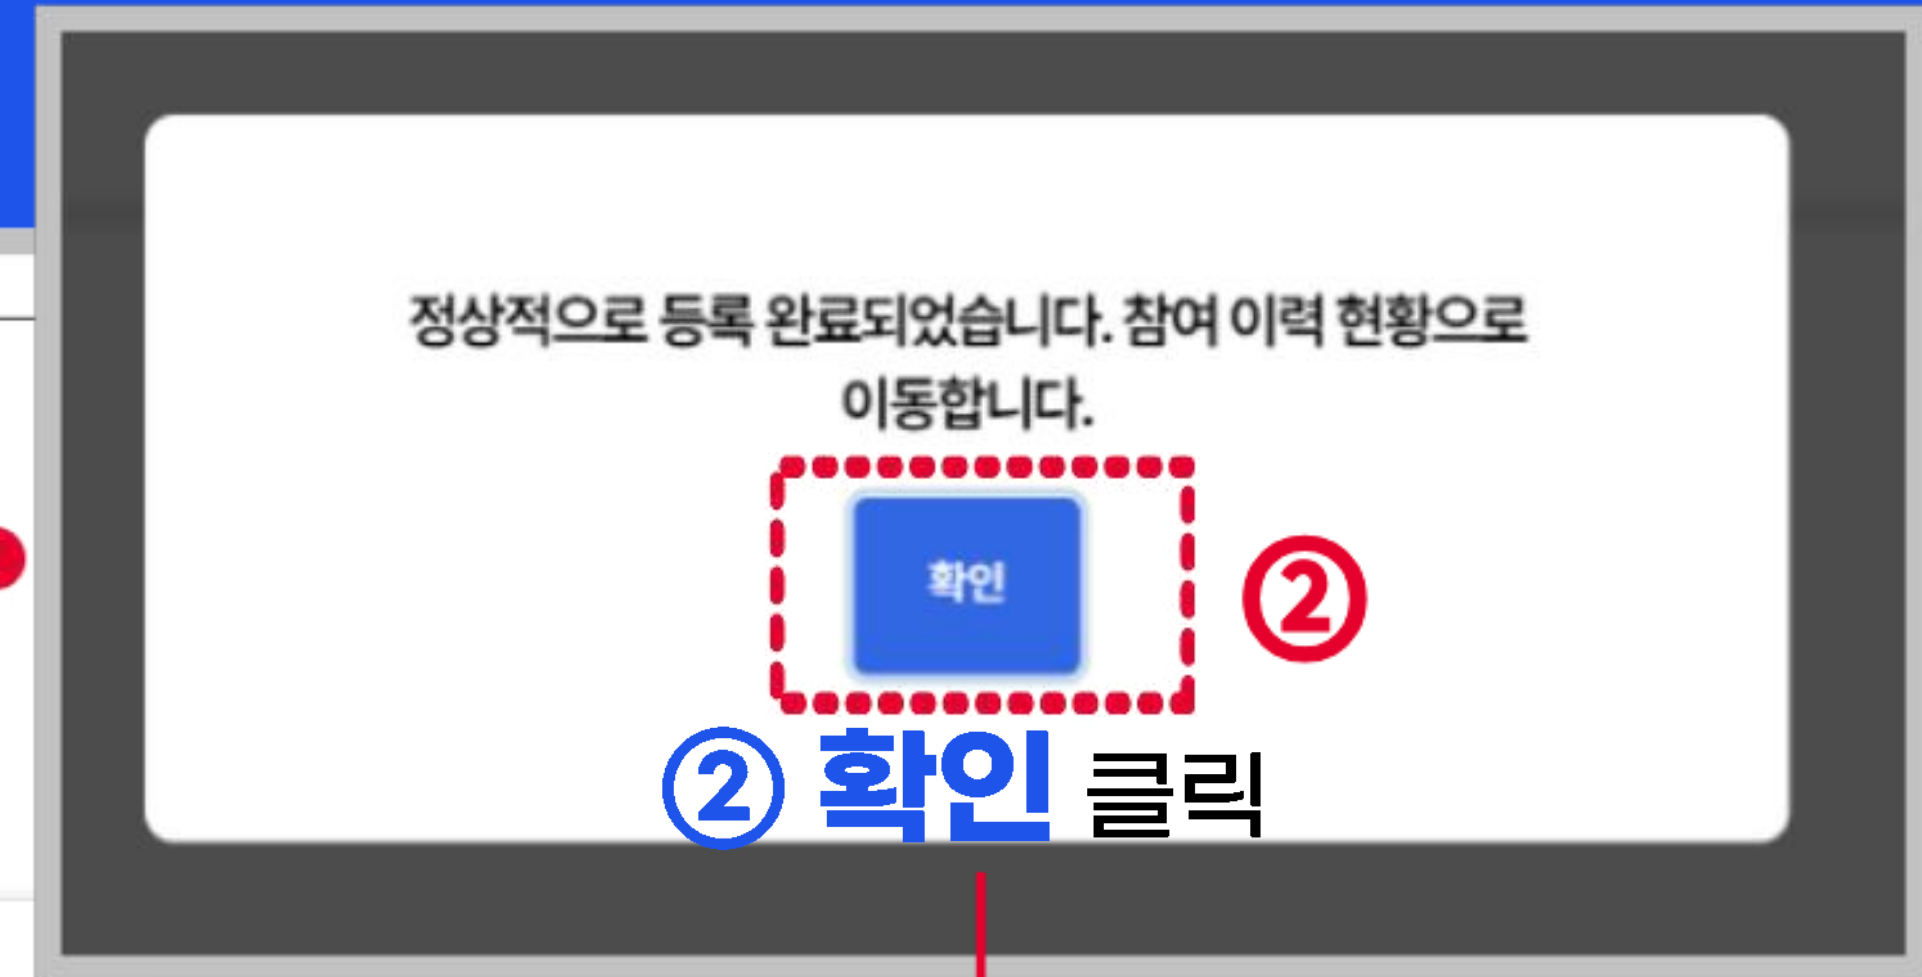 정상적으로 등록 완료되었습니다. 참여 이력 현황으로
이동합니다.
확인
②
② 확인 클릭